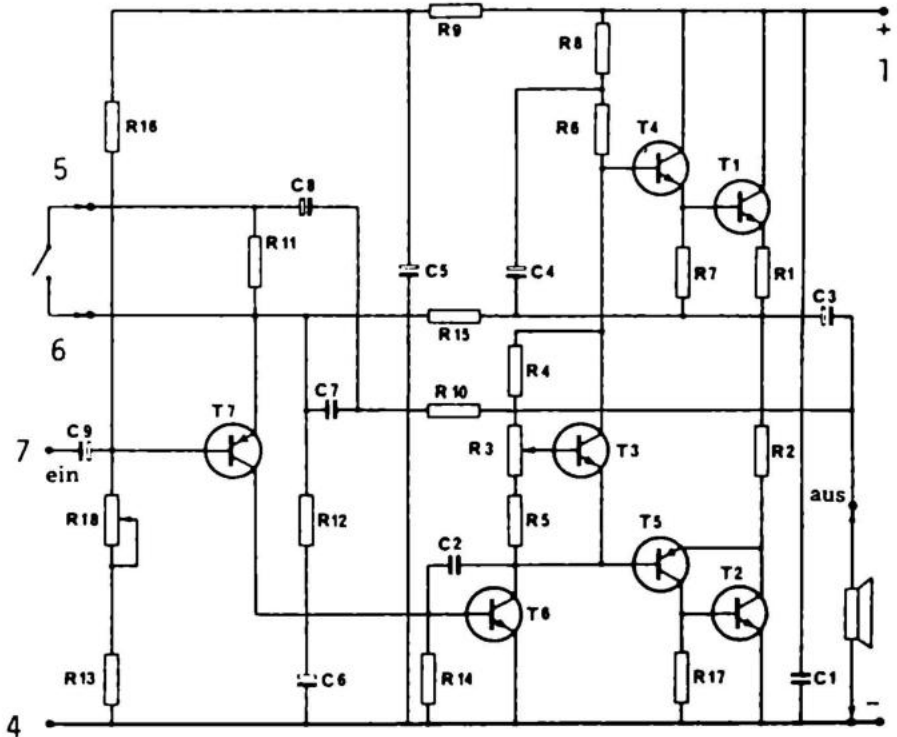 R9
R8
+
1
R16
R6
T4
T1
5
C8
R11
C5
C4
R7
R1
C3
6
R15
R4
R10
C7
T7
7
C9
ein
R3
T3
R2
aus
R18
R12
R5
C2
T5
T2
T6
R13
C6
R14
R17
C1
-
4